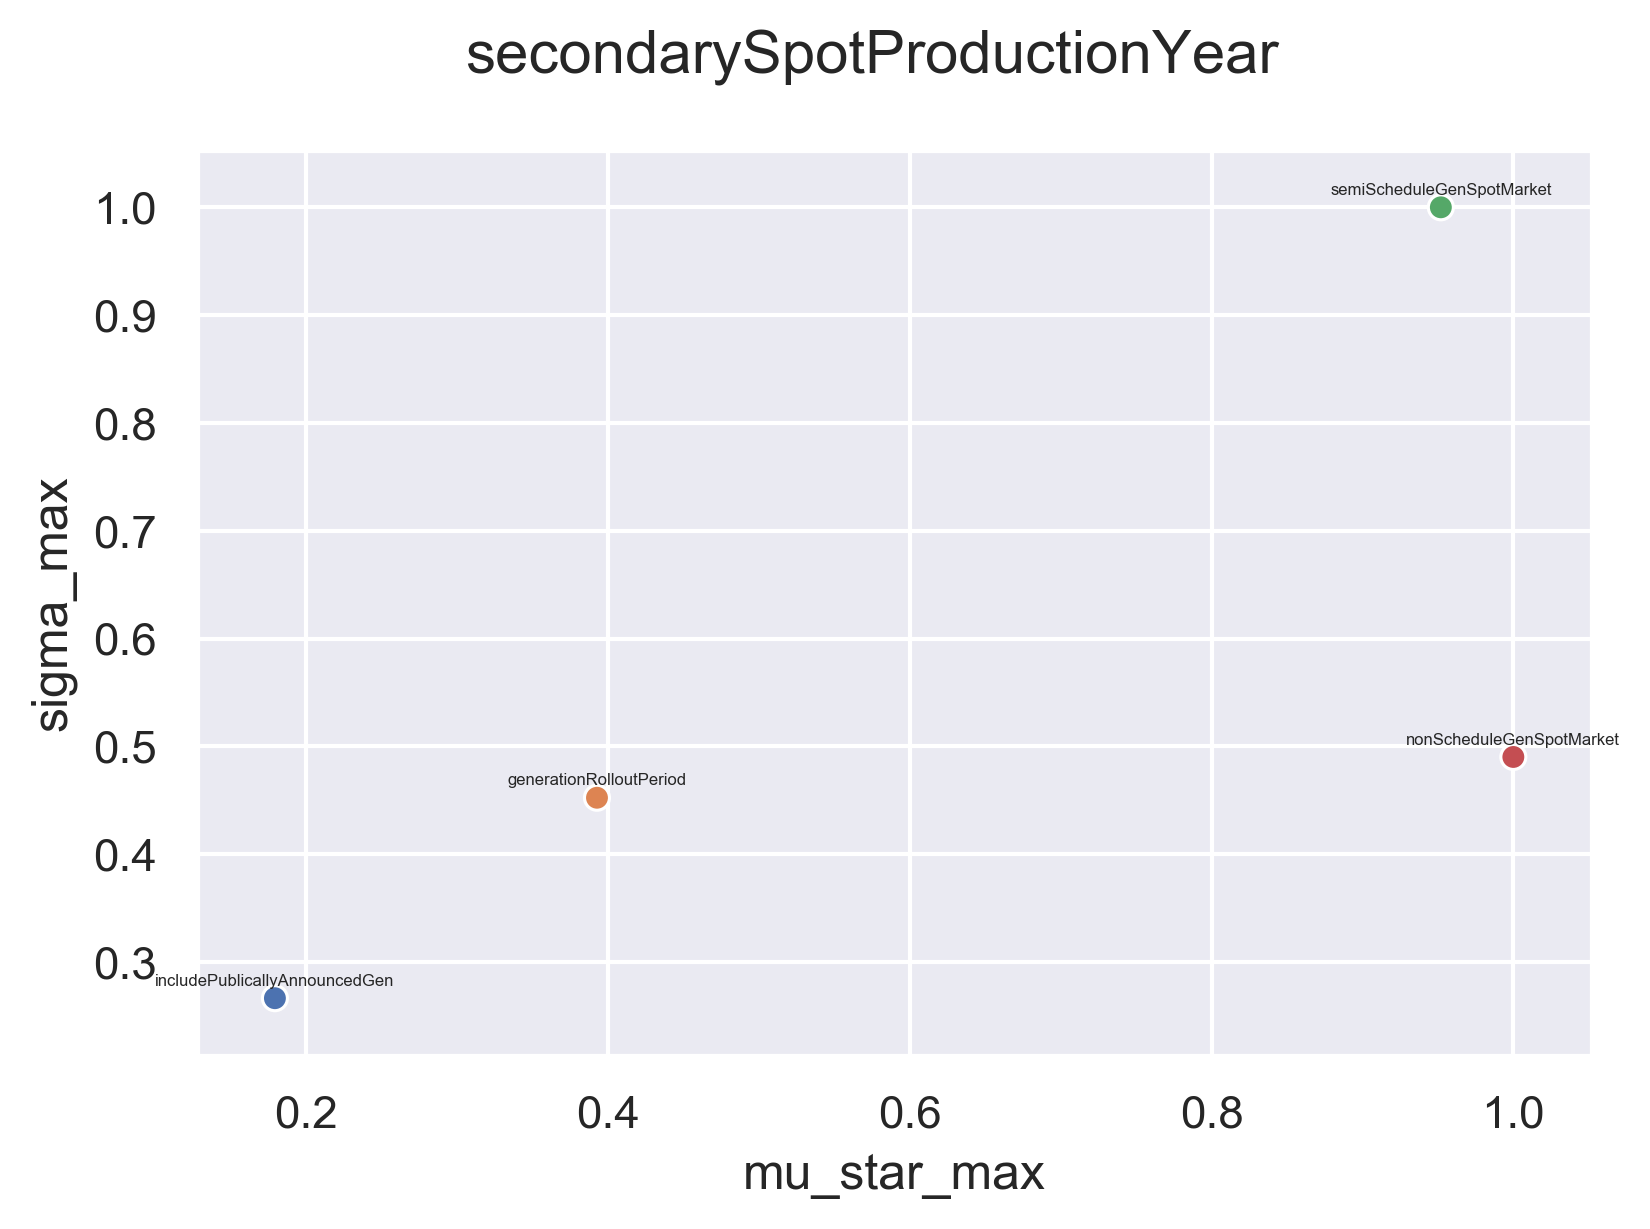 secondarySpotProductionYear
semiScheduleGenSpotMarket
1.0
0.9
0.8
0.7
0.6
nonScheduleGenSpotMarket
0.5
generationRolloutPeriod
0.4
0.3
includePublicallyAnnouncedGen
sigma_max
0.2 0.4 0.6 0.8 1.0
mu_star_max